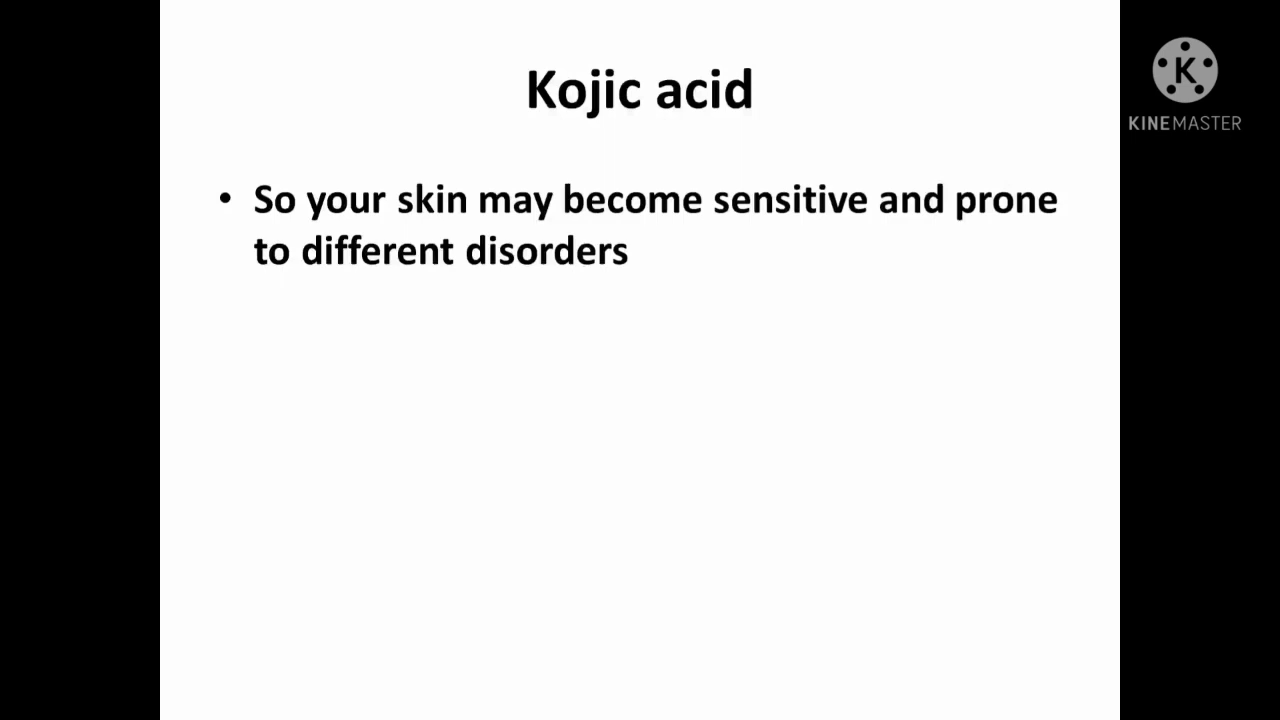 Kojic acid
K
KINEMASTER
• So your skin may become sensitive and prone
to different disorders